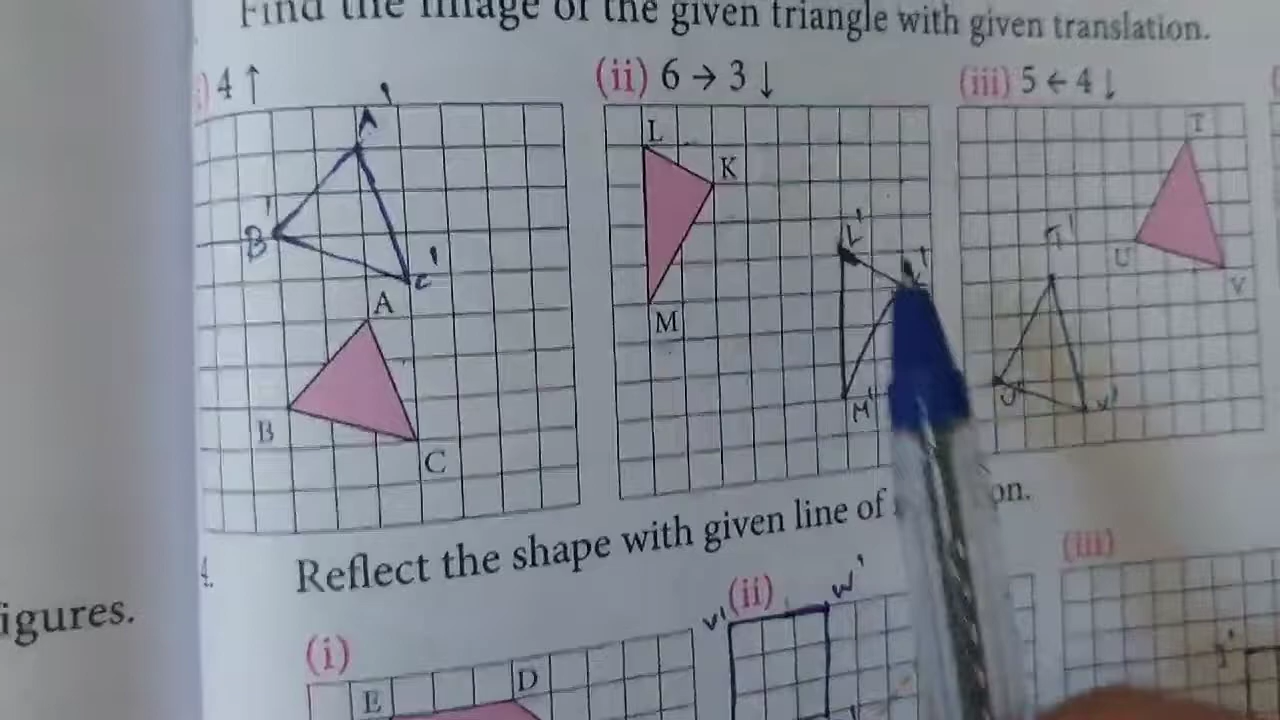 Find the image of the given triangle with given translation.
4 ↑
(ii) 6 → 3 ↓
(iii) 5 ← 4 ↓
A'
B'
C'
A
B
C
L
K
M
L'
M'
T
U
V
T'
V'
4. Reflect the shape with given line of
igures.
(i)
(ii)
(iii)
V'
W'
E
D